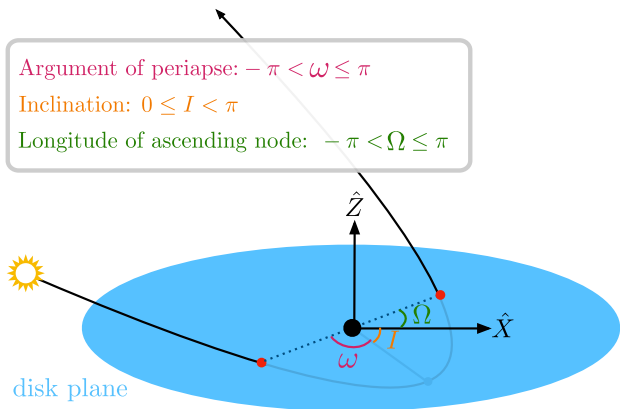 Argument of periapse: − π < ω ≤ π
Inclination: 0 ≤ I < π
Longitude of ascending node: − π < Ω ≤ π
Ẑ
Ω
X̂
I
ω
disk plane